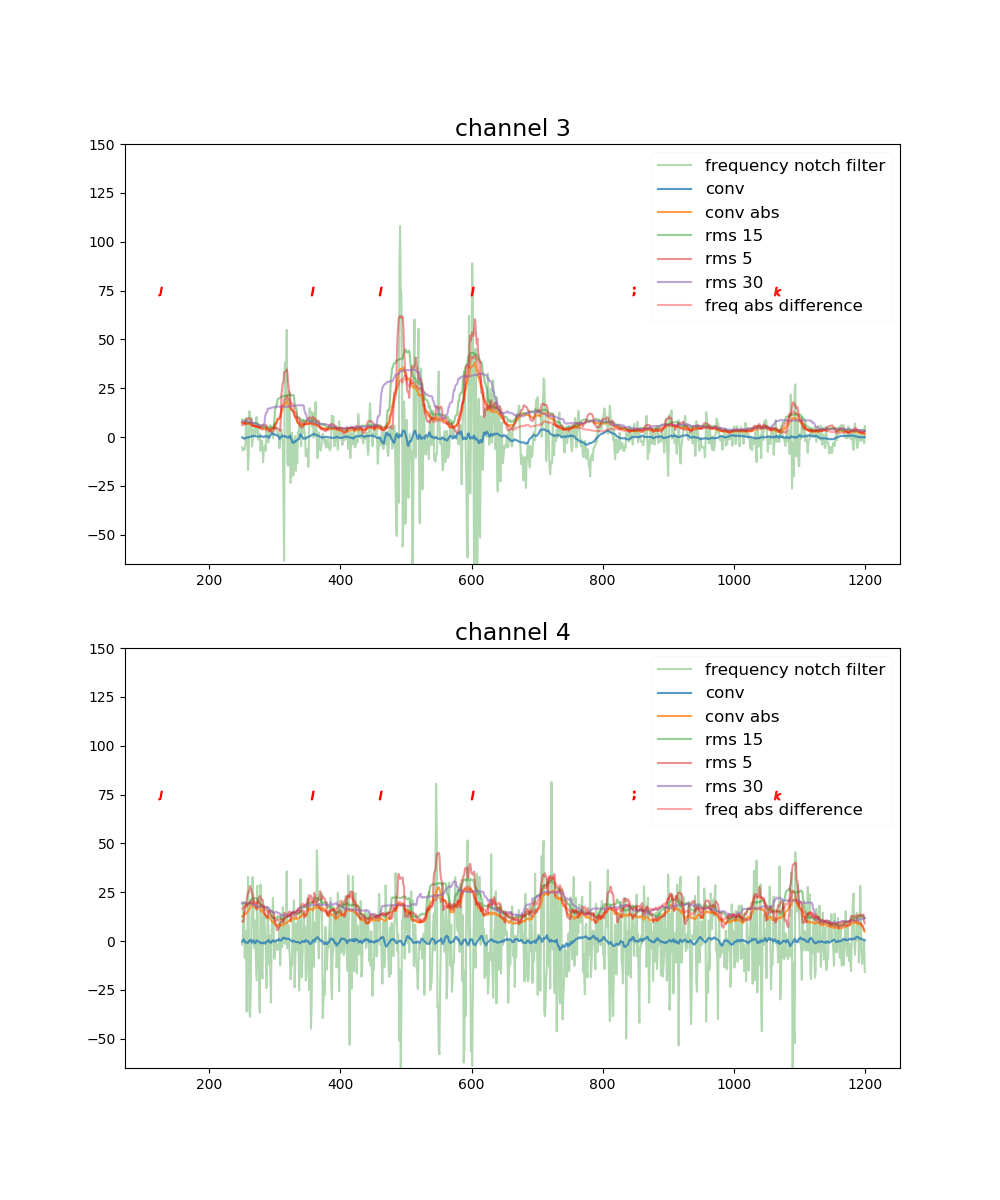 channel 3
150
125
100
75
50
25
0
−25
−50
frequency notch filter
conv
conv abs
rms 15
rms 5
rms 30
freq abs difference
J l l l ; k
200 400 600 800 1000 1200
channel 4
150
125
100
75
50
25
0
−25
−50
frequency notch filter
conv
conv abs
rms 15
rms 5
rms 30
freq abs difference
J l l l ; k
200 400 600 800 1000 1200